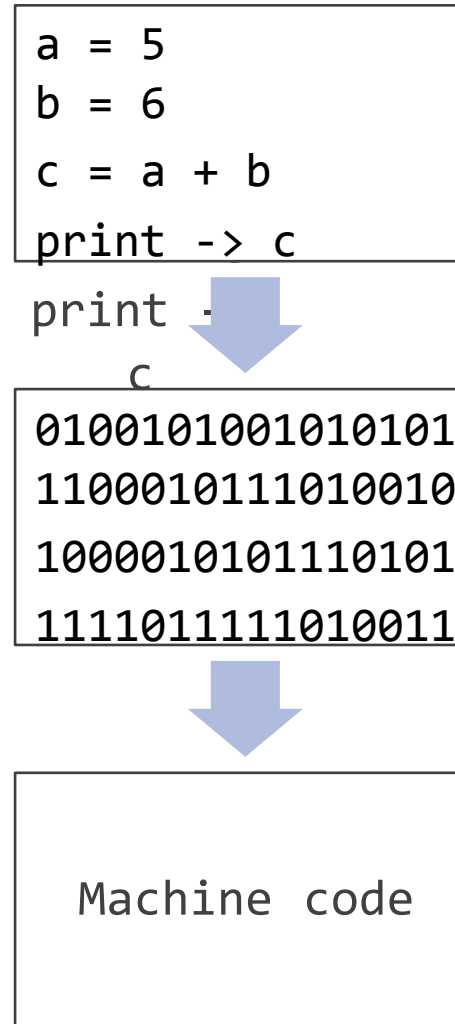 a = 5
b = 6
c = a + b
print -> c
print -
c
0100101001010101
1100010111010010
1000010101110101
1111011111010011
Machine code